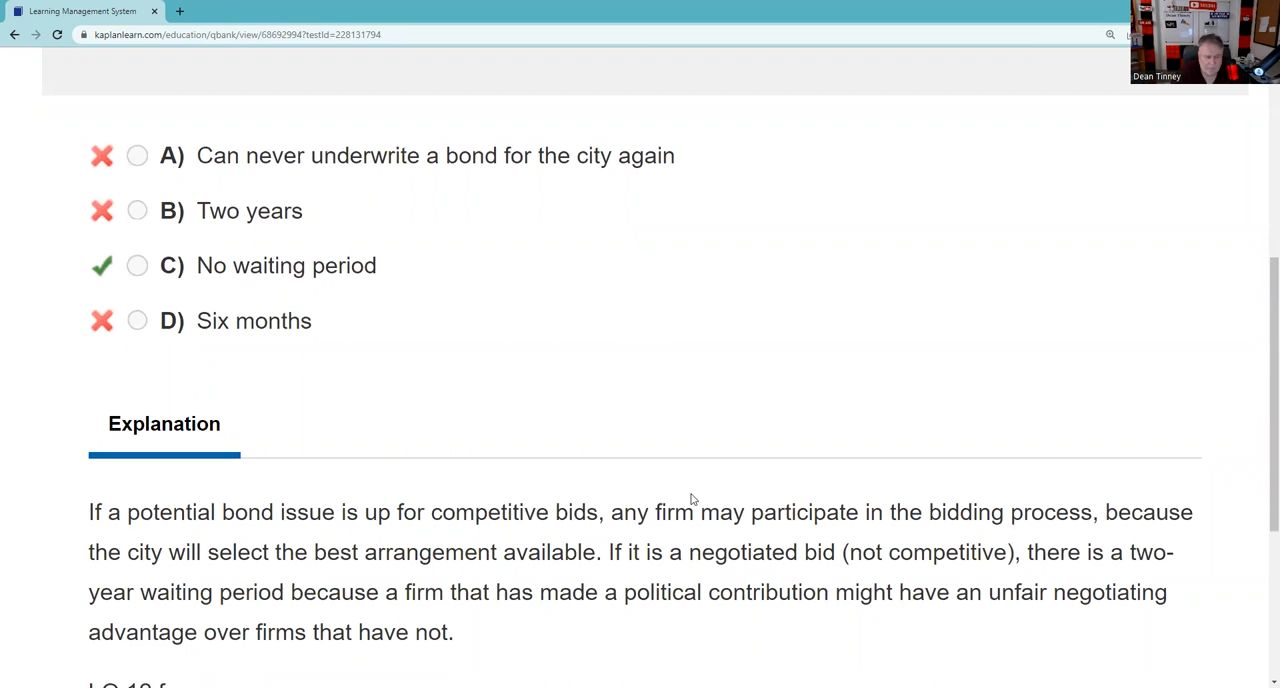 Learning Management System
kaplanlearn.com/education/qbank/view/68692994?testId=228131794
Dean Tinney
A) Can never underwrite a bond for the city again
B) Two years
C) No waiting period
D) Six months
Explanation
If a potential bond issue is up for competitive bids, any firm may participate in the bidding process, because
the city will select the best arrangement available. If it is a negotiated bid (not competitive), there is a two-
year waiting period because a firm that has made a political contribution might have an unfair negotiating
advantage over firms that have not.